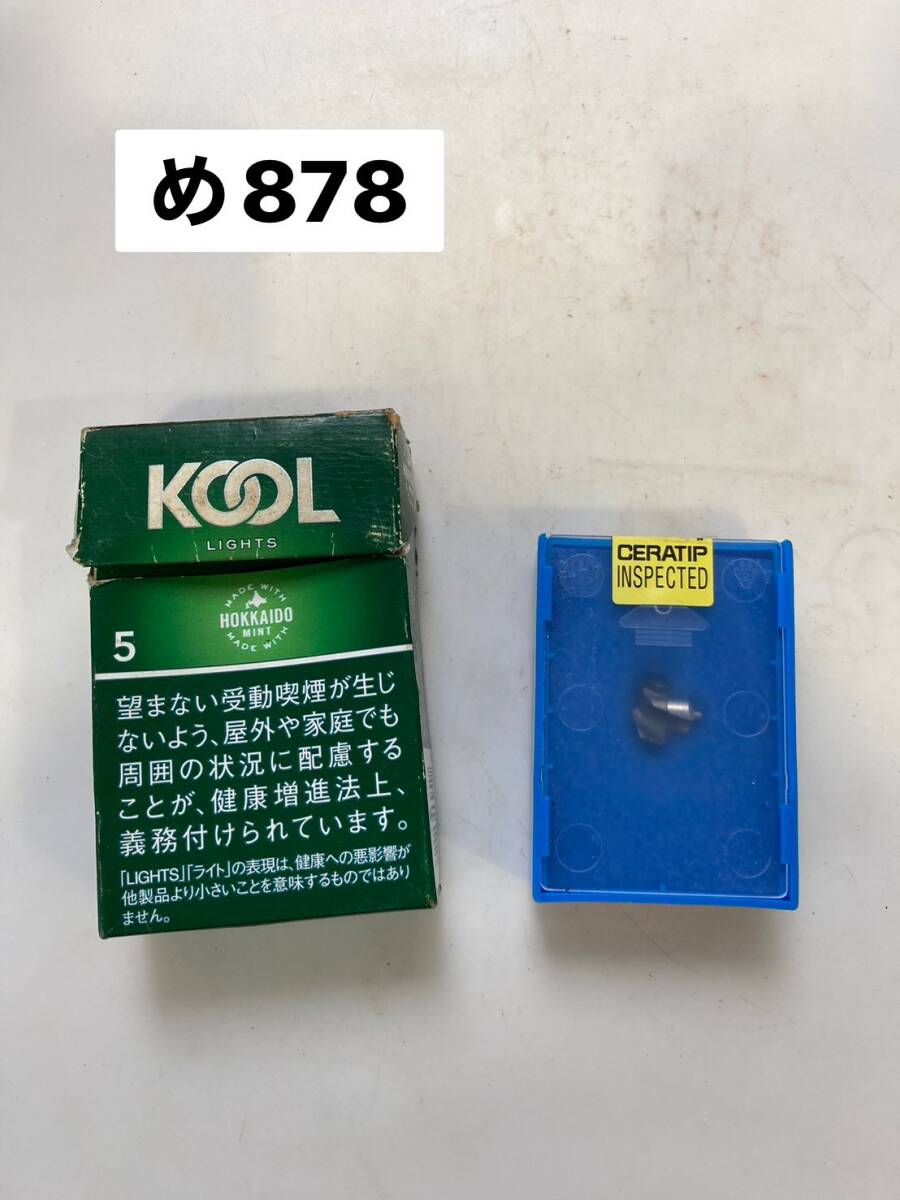 め878
KOOL
LIGHTS
MADE WITH
HOKKAIDO
MINT
MADE WITH
5
望まない受動喫煙が生じ
ないよう、屋外や家庭でも
周囲の状況に配慮する
ことが、健康増進法上、
義務付けられています。
「LIGHTS」「ライト」の表現は、健康への悪影響が
他製品より小さいことを意味するものではあり
ません。
CERATIP
INSPECTED